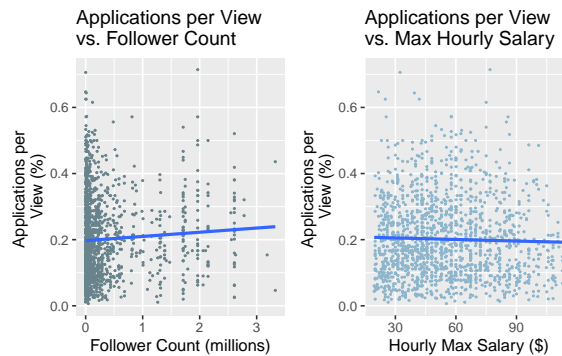 Applications per View
vs. Follower Count
Applications per
View (%)
0.6
0.4
0.2
0.0
0
1
2
3
Follower Count (millions)
Applications per View
vs. Max Hourly Salary
Applications per
View (%)
0.6
0.4
0.2
0.0
30
60
90
Hourly Max Salary ($)